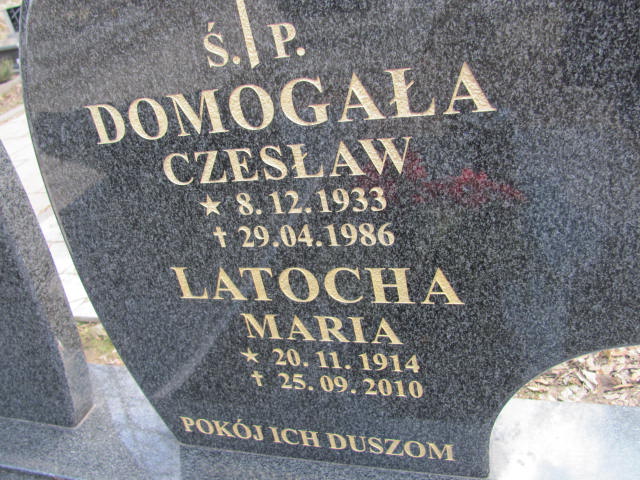 Ś. P.
DOMOGAŁA
CZESŁAW
★ 8.12.1933
✝ 29.04.1986
LATOCHA
MARIA
★ 20.11.1914
✝ 25.09.2010
POKÓJ ICH DUSZOM